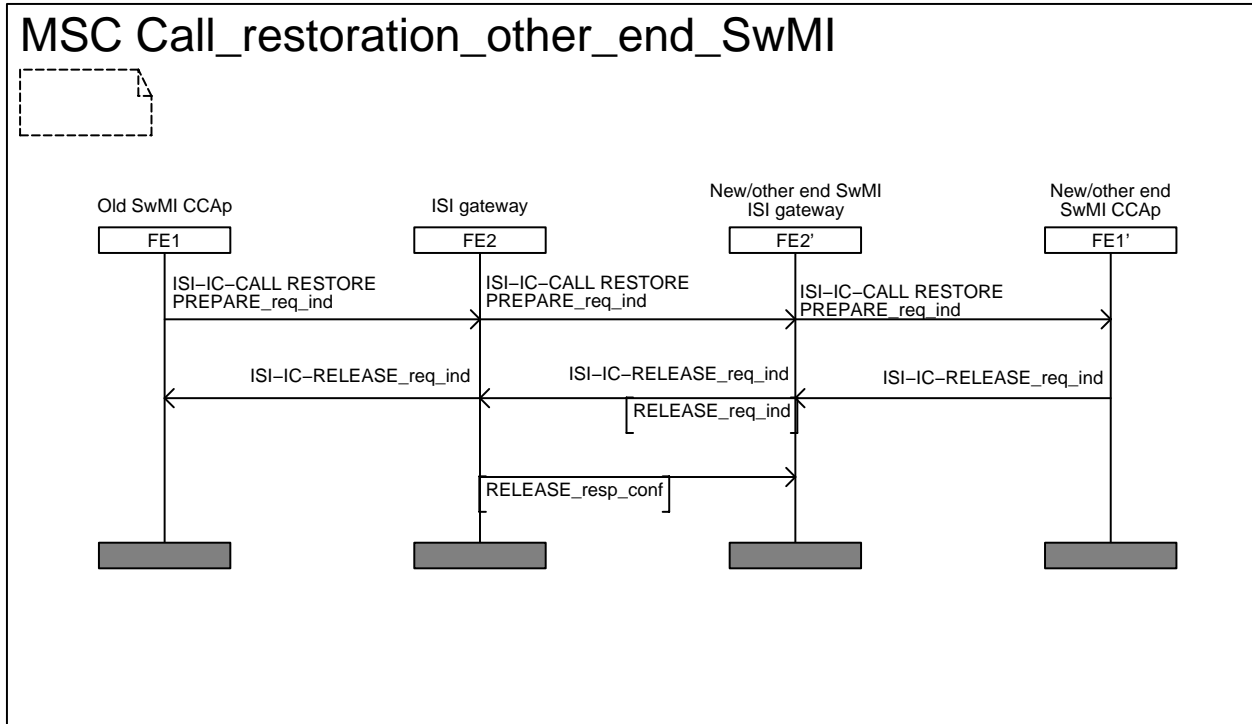 MSC Call_restoration_other_end_SwMI
Old SwMI CCAp
ISI gateway
New/other end SwMI
ISI gateway
New/other end
SwMI CCAp
FE1
FE2
FE2’
FE1’
ISI−IC−CALL RESTORE
PREPARE_req_ind
ISI−IC−CALL RESTORE
PREPARE_req_ind
ISI−IC−CALL RESTORE
PREPARE_req_ind
ISI−IC−RELEASE_req_ind
ISI−IC−RELEASE_req_ind
ISI−IC−RELEASE_req_ind
RELEASE_req_ind
RELEASE_resp_conf